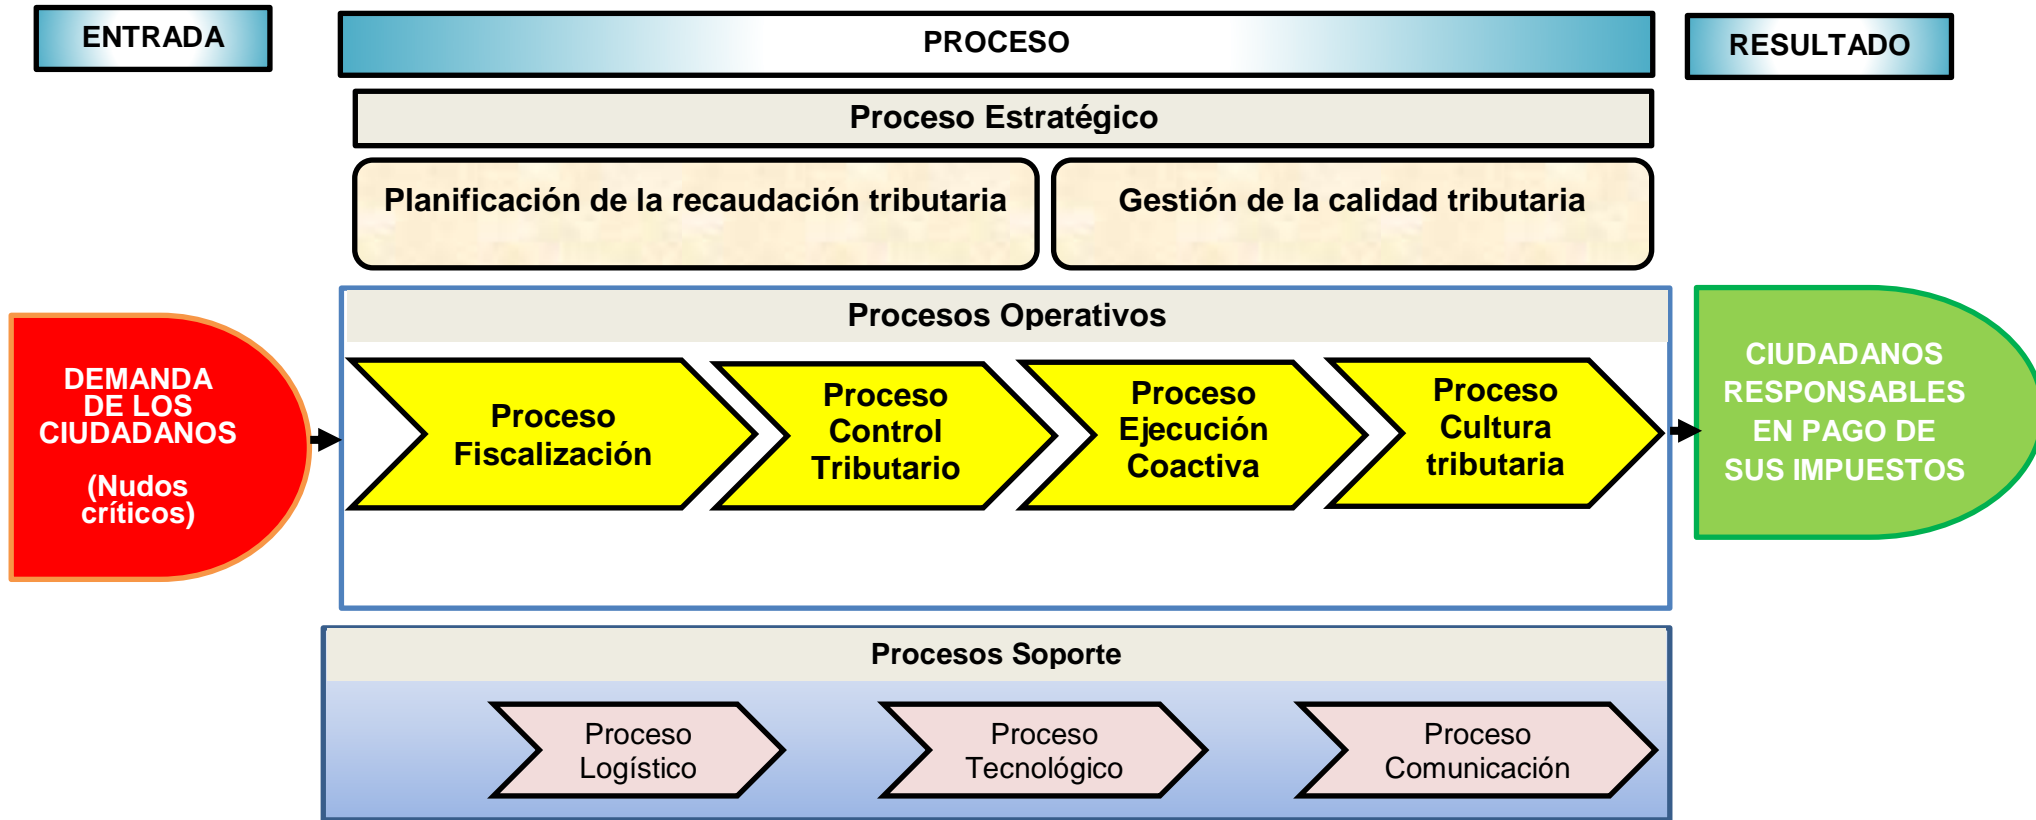 ENTRADA
PROCESO
RESULTADO
Proceso Estratégico
Planificación de la recaudación tributaria
Gestión de la calidad tributaria
Procesos Operativos
DEMANDA
DE LOS
CIUDADANOS
(Nudos
críticos)
Proceso
Fiscalización
Proceso
Control
Tributario
Proceso
Ejecución
Coactiva
Proceso
Cultura
tributaria
CIUDADANOS
RESPONSABLES
EN PAGO DE
SUS IMPUESTOS
Procesos Soporte
Proceso
Logístico
Proceso
Tecnológico
Proceso
Comunicación